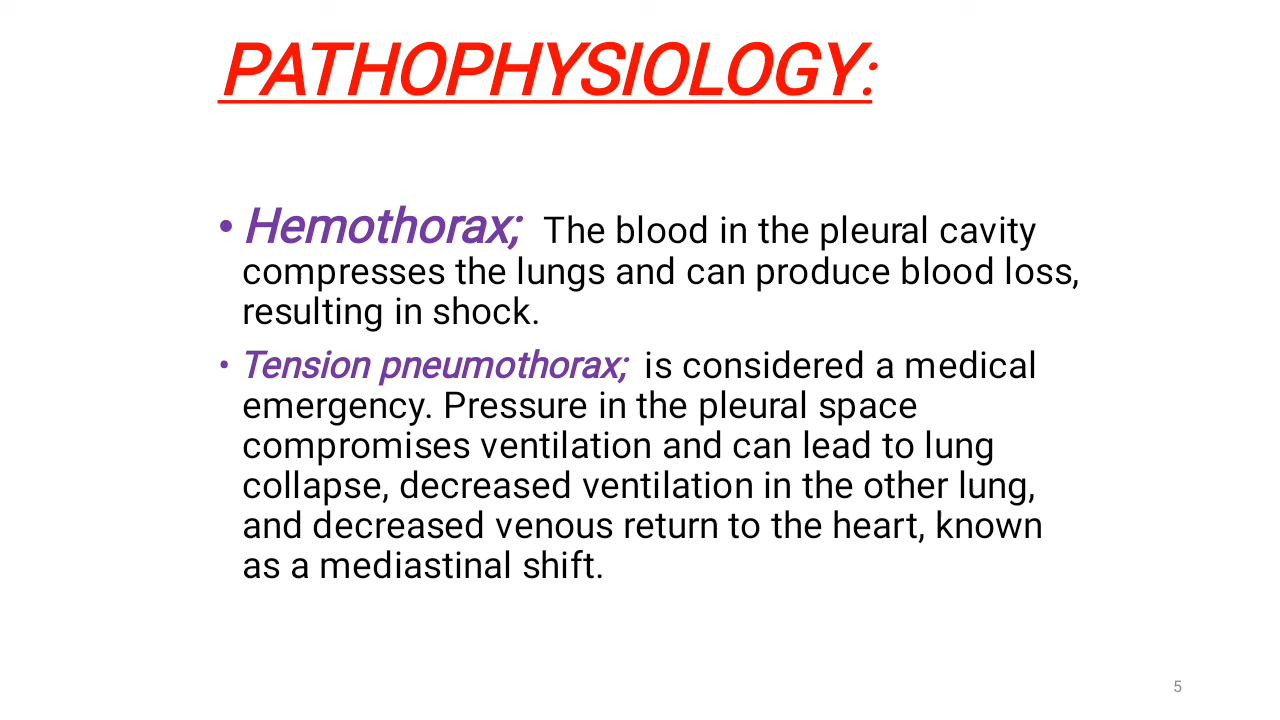 PATHOPHYSIOLOGY:
• Hemothorax; The blood in the pleural cavity
compresses the lungs and can produce blood loss,
resulting in shock.
• Tension pneumothorax; is considered a medical
emergency. Pressure in the pleural space
compromises ventilation and can lead to lung
collapse, decreased ventilation in the other lung,
and decreased venous return to the heart, known
as a mediastinal shift.
5